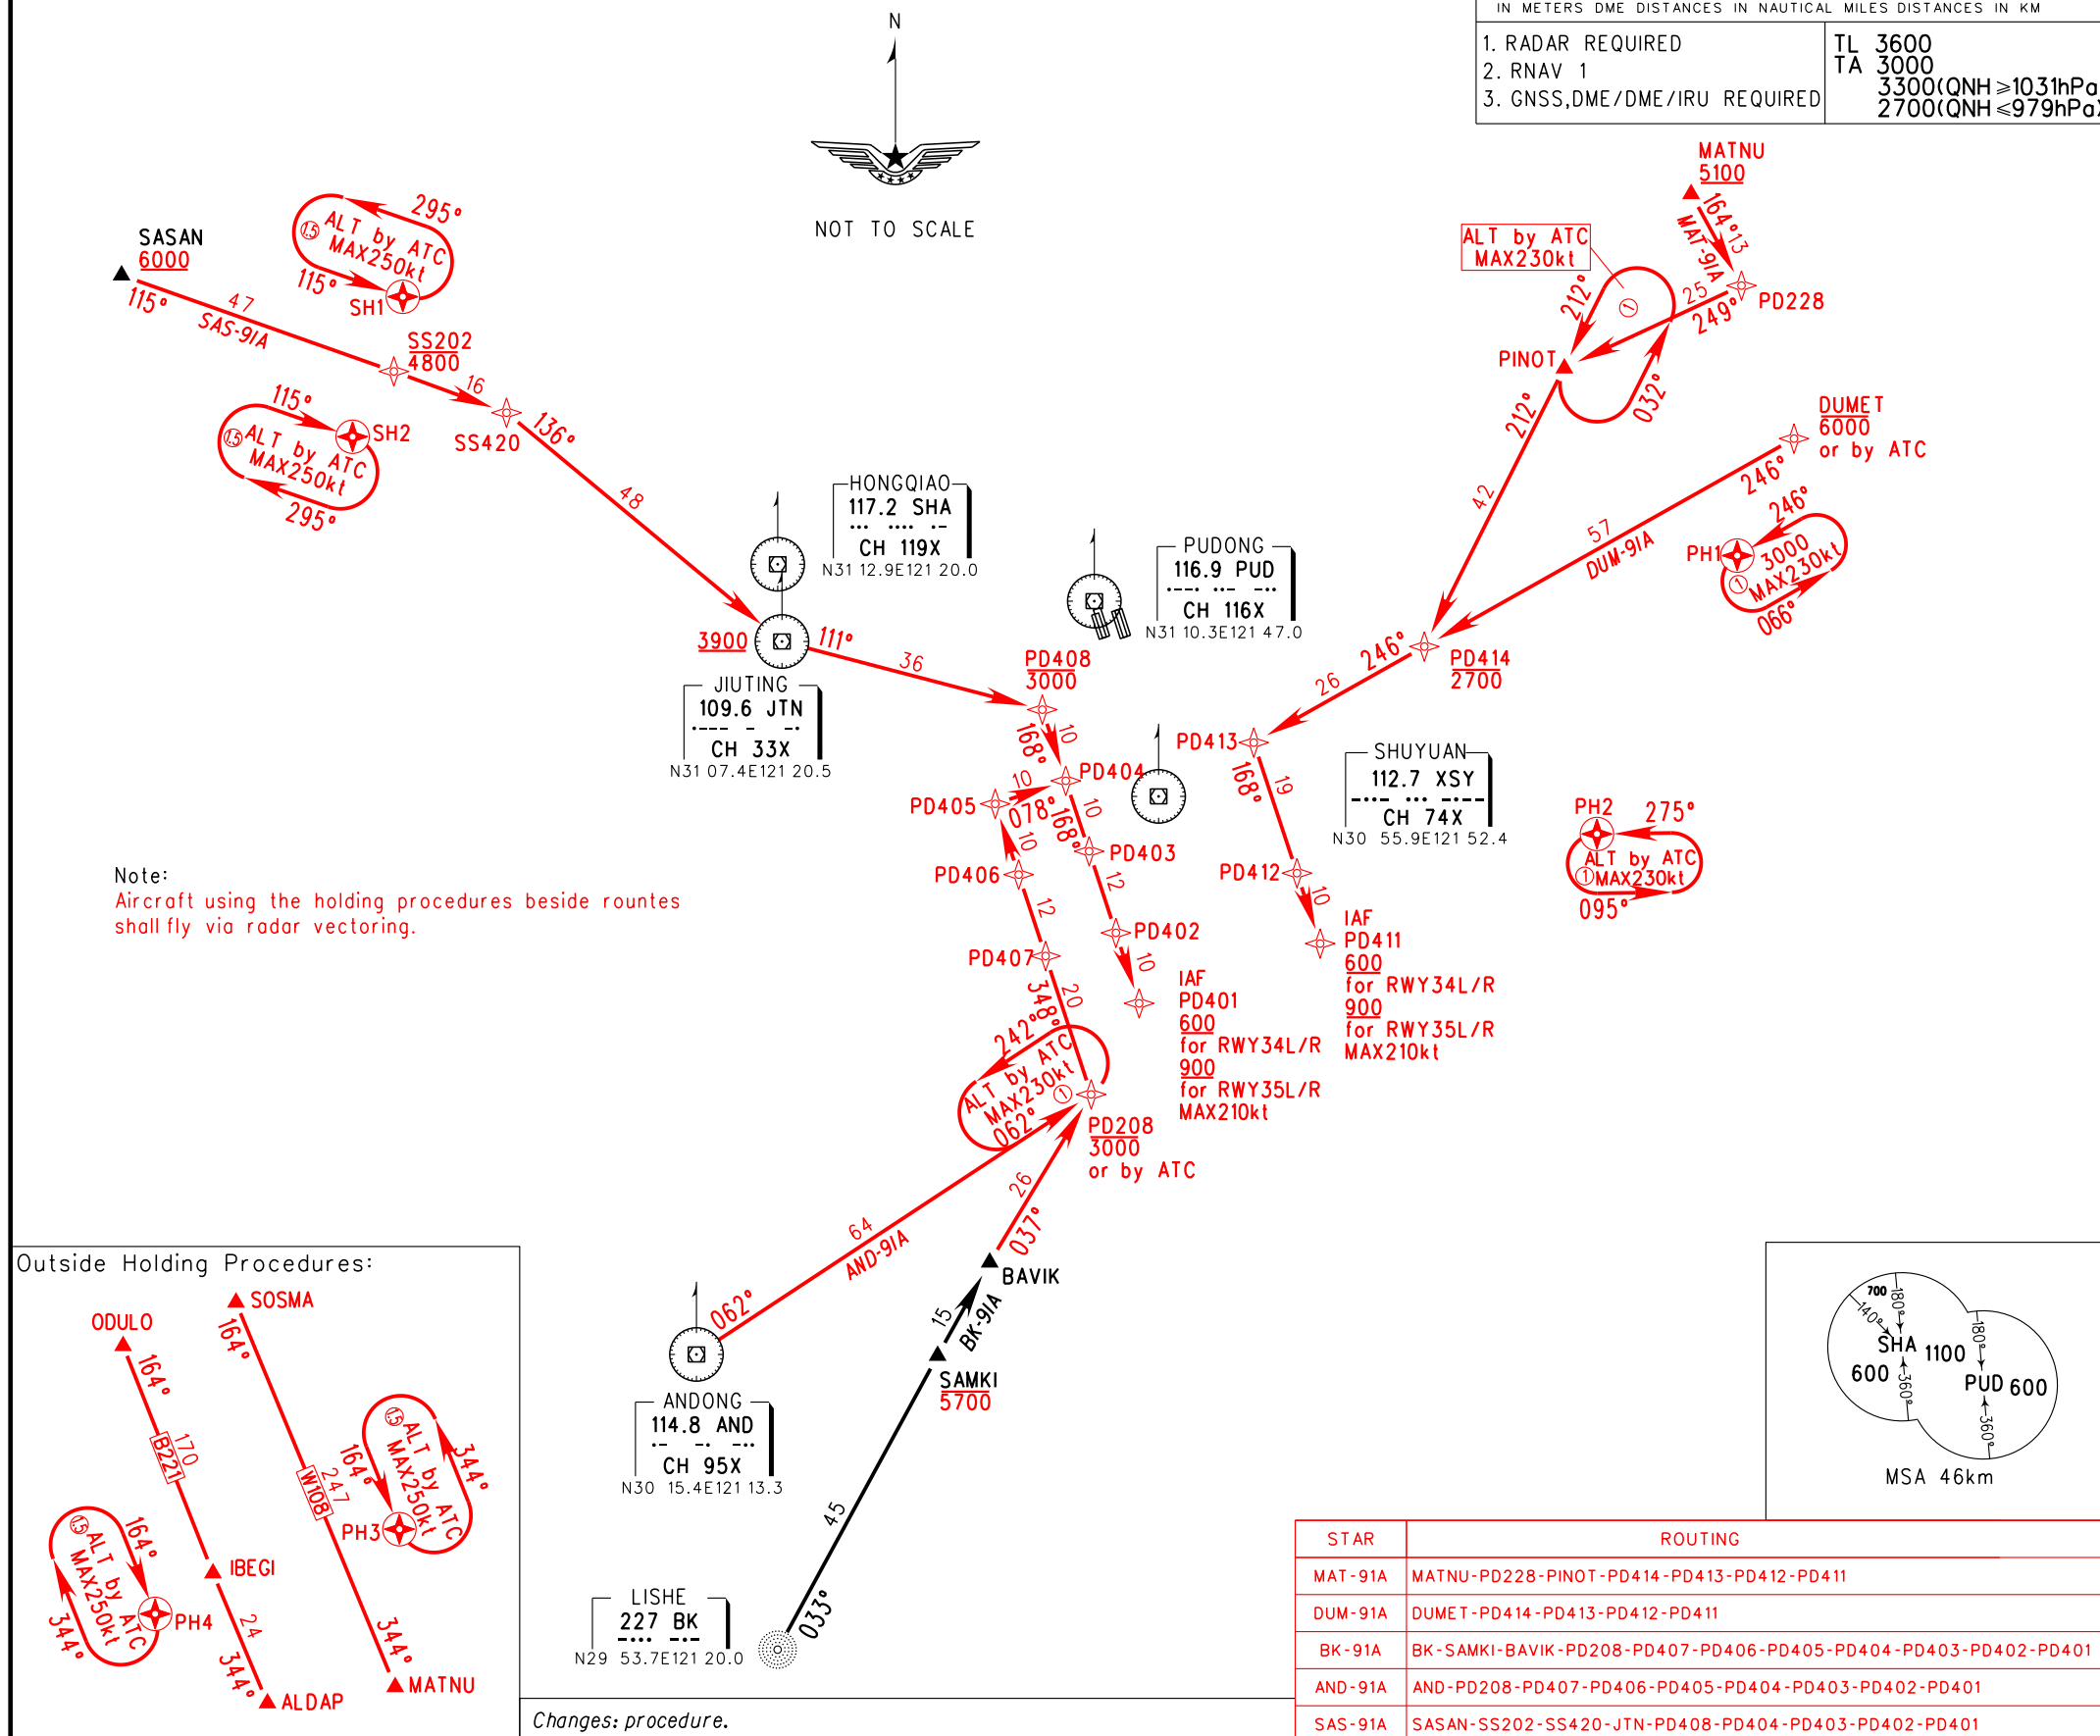 IN METERS DME DISTANCES IN NAUTICAL MILES DISTANCES IN KM
1. RADAR REQUIRED
2. RNAV 1
3. GNSS,DME/DME/IRU REQUIRED
TL 3600
TA 3000
3300(QNH≥1031hPa
2700(QNH≤979hPa)
N
NOT TO SCALE
SASAN
6000
115°
47
SAS-91A
295°
ALT by ATC
MAX250kt
1.5
115°
SH1
SS202
4800
16
SS420
115°
SH2
1.5
ALT by ATC
MAX250kt
295°
136°
48
HONGQIAO
117.2 SHA
CH 119X
N31 12.9E121 20.0
3900
111°
36
JIUTING
109.6 JTN
CH 33X
N31 07.4E121 20.5
PUDONG
116.9 PUD
CH 116X
N31 10.3E121 47.0
MATNU
5100
164°
13
MAT-91A
ALT by ATC
MAX230kt
212°
1
25
249°
PD228
PINOT
032°
212°
42
DUMET
6000
or by ATC
246°
57
DUM-91A
246°
PH1
3000
MAX230kt
1
066°
246°
PD414
2700
26
PD408
3000
10
168°
PD404
PD405
10
078°
168°
10
PD403
10
PD406
12
PD402
12
PD407
10
348°
20
PD413
168°
19
PD412
10
SHUYUAN
112.7 XSY
CH 74X
N30 55.9E121 52.4
PH2
275°
ALT by ATC
1
MAX230kt
095°
IAF
PD411
600
for RWY34L/R
900
for RWY35L/R
MAX210kt
IAF
PD401
600
for RWY34L/R
900
for RWY35L/R
MAX210kt
Note:
Aircraft using the holding procedures beside rountes
shall fly via radar vectoring.
242°
ALT by ATC
MAX230kt
1
062°
PD208
3000
or by ATC
26
037°
64
AND-91A
062°
BAVIK
15
BK-91A
SAMKI
5700
45
033°
ANDONG
114.8 AND
CH 95X
N30 15.4E121 13.3
LISHE
227 BK
N29 53.7E121 20.0
Outside Holding Procedures:
SOSMA
ODULO
164°
164°
170
B221
247
W108
1.5
ALT by ATC
MAX250kt
164°
344°
PH3
1.5
ALT by ATC
MAX250kt
164°
344°
PH4
IBEGI
24
344°
ALDAP
344°
MATNU
700
180°
140°
SHA
600
360°
1100
180°
PUD
600
360°
MSA 46km
STAR
ROUTING
MAT-91A
MATNU-PD228-PINOT-PD414-PD413-PD412-PD411
DUM-91A
DUMET-PD414-PD413-PD412-PD411
BK-91A
BK-SAMKI-BAVIK-PD208-PD407-PD406-PD405-PD404-PD403-PD402-PD401
AND-91A
AND-PD208-PD407-PD406-PD405-PD404-PD403-PD402-PD401
SAS-91A
SASAN-SS202-SS420-JTN-PD408-PD404-PD403-PD402-PD401
Changes: procedure.